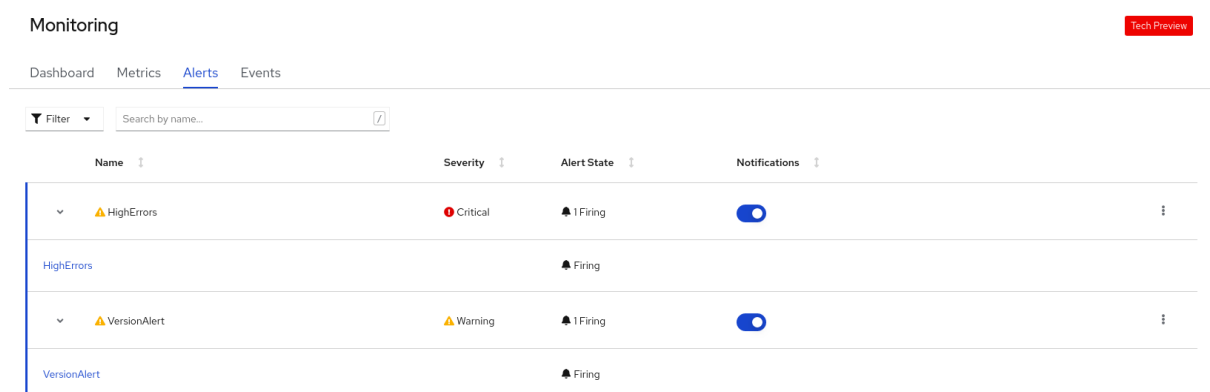 Monitoring
Tech Preview
Dashboard Metrics Alerts Events
Filter Search by name... /
Name Severity Alert State Notifications
HighErrors Critical 1 Firing
HighErrors Firing
VersionAlert Warning 1 Firing
VersionAlert Firing